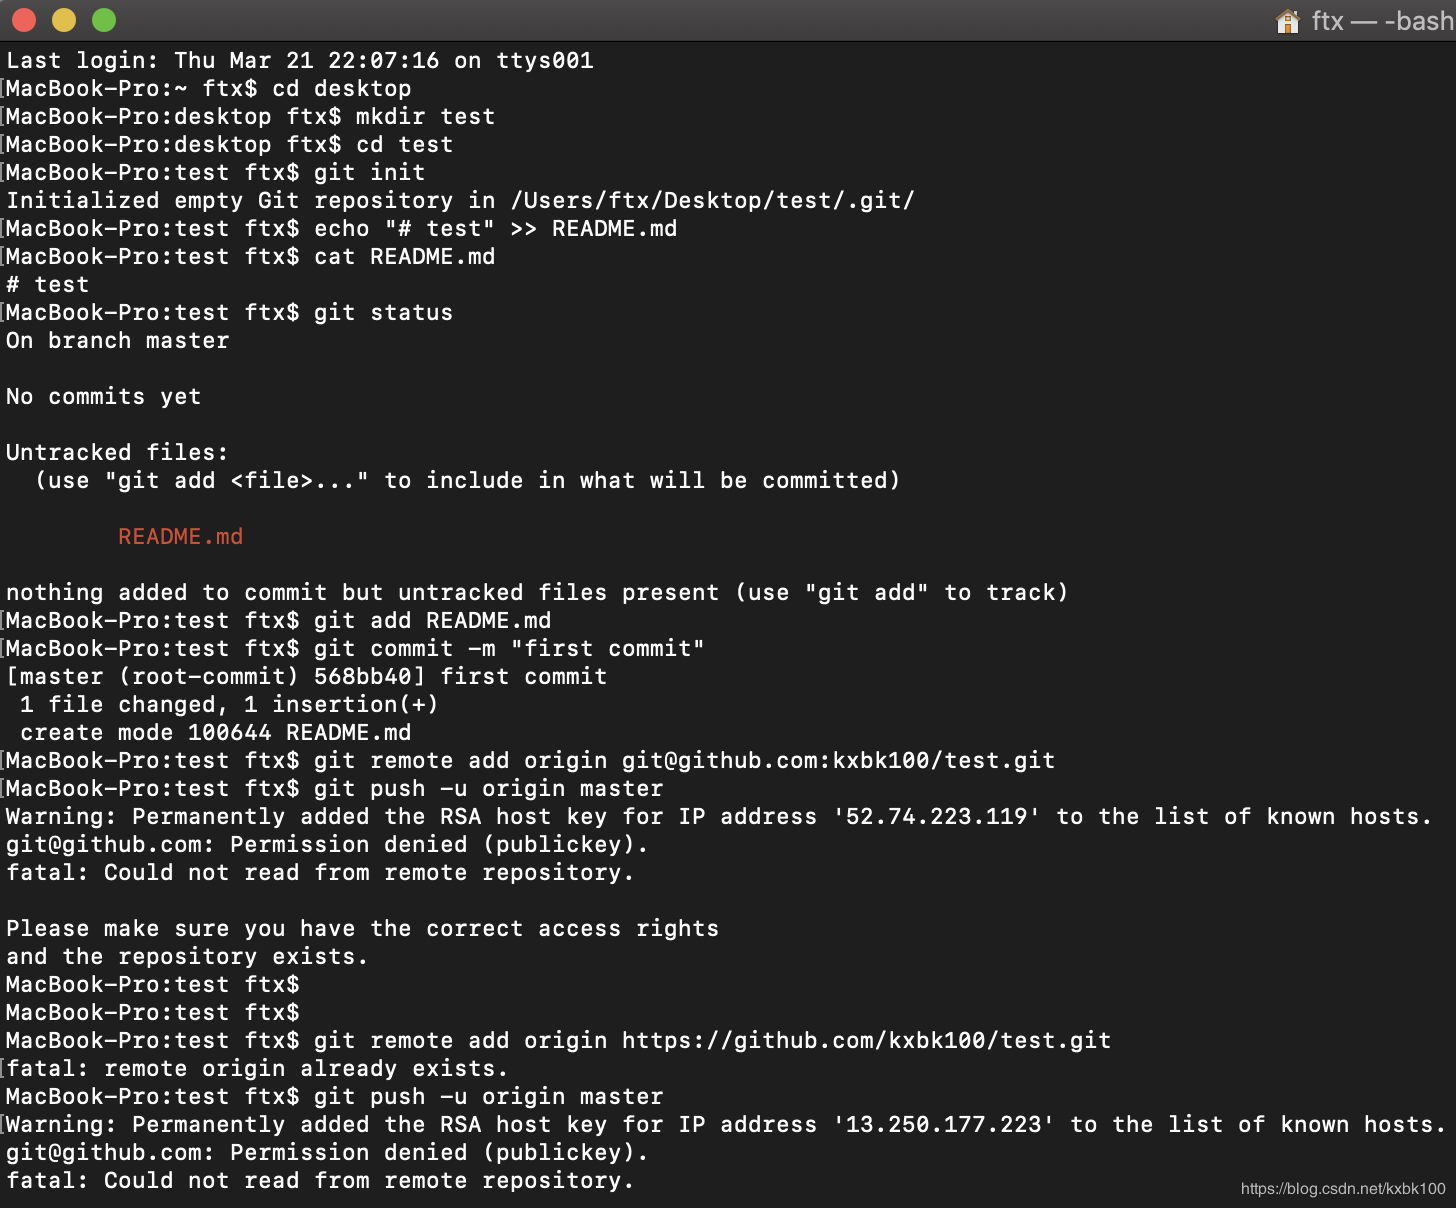 ftx — -bash
Last login: Thu Mar 21 22:07:16 on ttys001
MacBook-Pro:~ ftx$ cd desktop
MacBook-Pro:desktop ftx$ mkdir test
MacBook-Pro:desktop ftx$ cd test
MacBook-Pro:test ftx$ git init
Initialized empty Git repository in /Users/ftx/Desktop/test/.git/
MacBook-Pro:test ftx$ echo "# test" >> README.md
MacBook-Pro:test ftx$ cat README.md
# test
MacBook-Pro:test ftx$ git status
On branch master
No commits yet
Untracked files:
(use "git add <file>..." to include in what will be committed)
README.md
nothing added to commit but untracked files present (use "git add" to track)
MacBook-Pro:test ftx$ git add README.md
MacBook-Pro:test ftx$ git commit -m "first commit"
[master (root-commit) 568bb40] first commit
1 file changed, 1 insertion(+)
create mode 100644 README.md
MacBook-Pro:test ftx$ git remote add origin git@github.com:kxbk100/test.git
MacBook-Pro:test ftx$ git push -u origin master
Warning: Permanently added the RSA host key for IP address '52.74.223.119' to the list of known hosts.
git@github.com: Permission denied (publickey).
fatal: Could not read from remote repository.
Please make sure you have the correct access rights
and the repository exists.
MacBook-Pro:test ftx$
MacBook-Pro:test ftx$
MacBook-Pro:test ftx$ git remote add origin https://github.com/kxbk100/test.git
fatal: remote origin already exists.
MacBook-Pro:test ftx$ git push -u origin master
Warning: Permanently added the RSA host key for IP address '13.250.177.223' to the list of known hosts.
git@github.com: Permission denied (publickey).
fatal: Could not read from remote repository.
https://blog.csdn.net/kxbk100